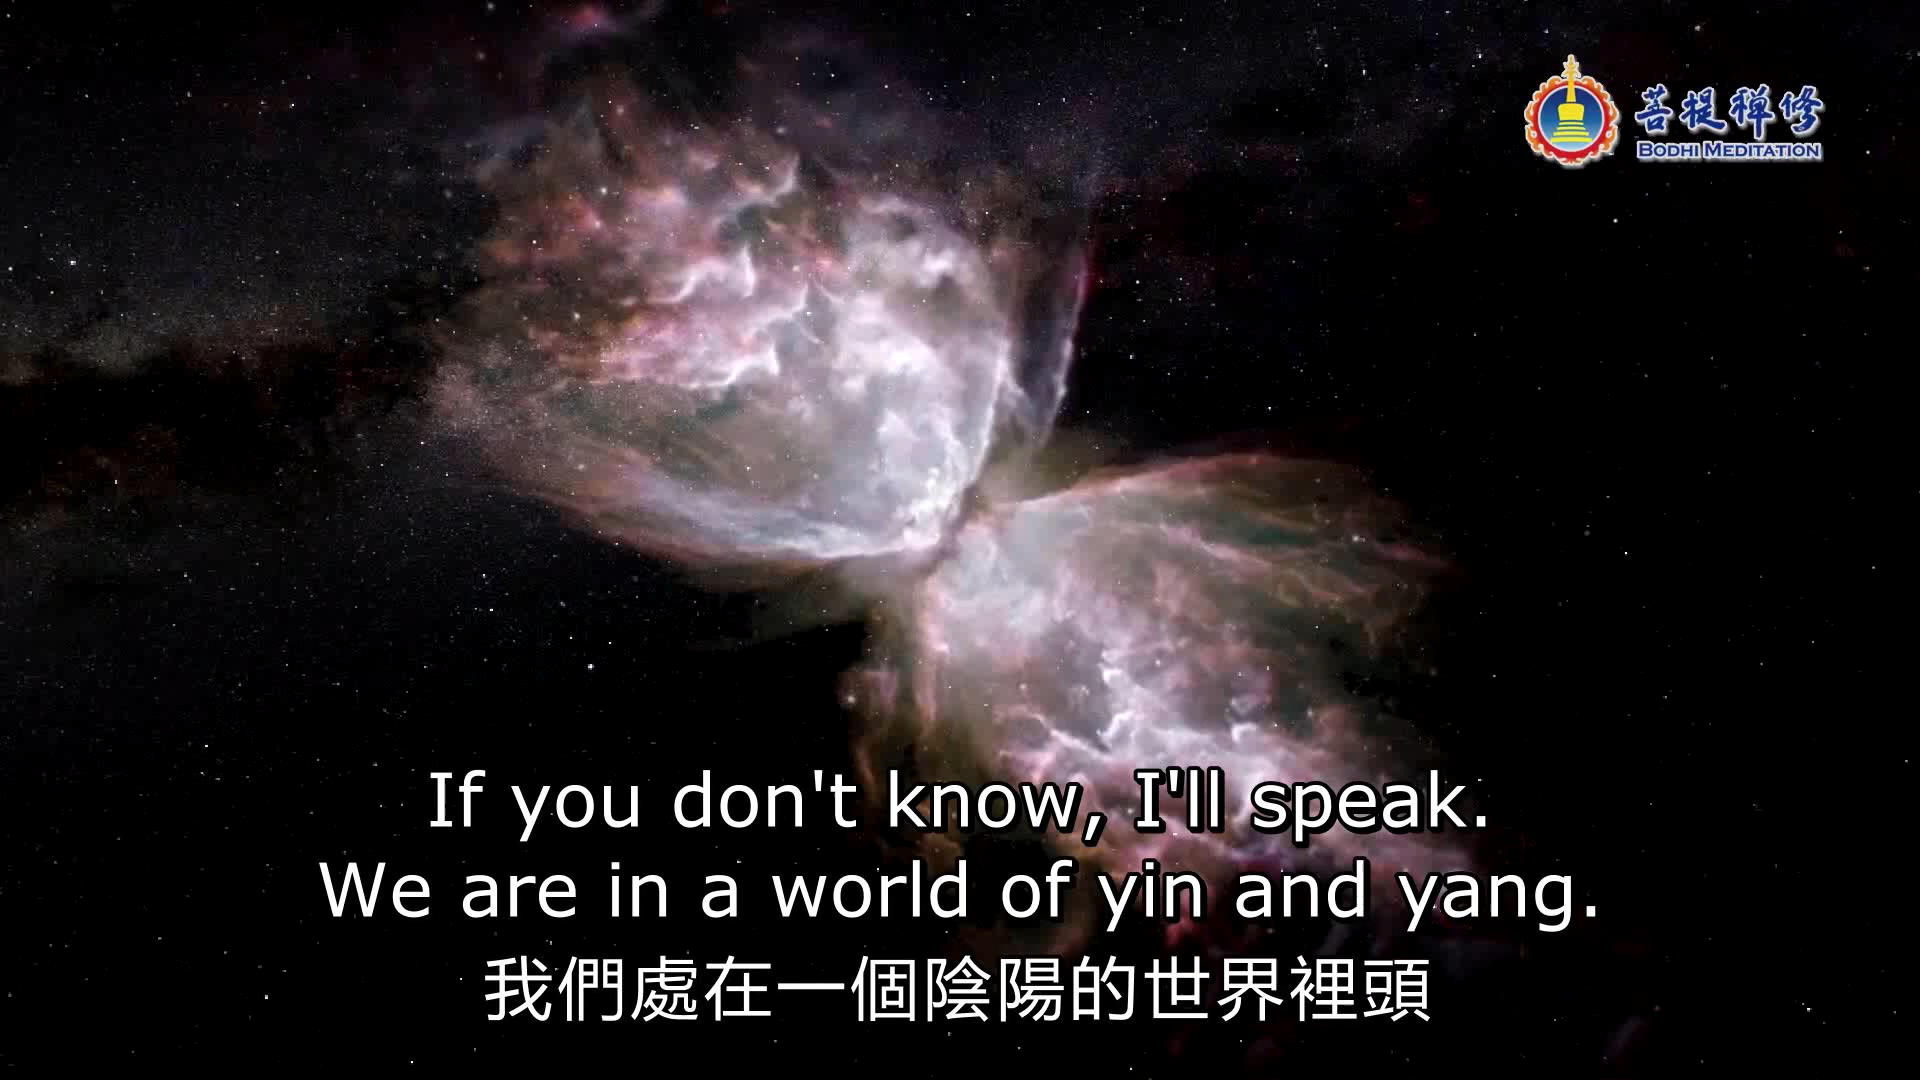 菩提禪修
BODHI MEDITATION
If you don't know, I'll speak.
We are in a world of yin and yang.
我們處在一個陰陽的世界裡頭